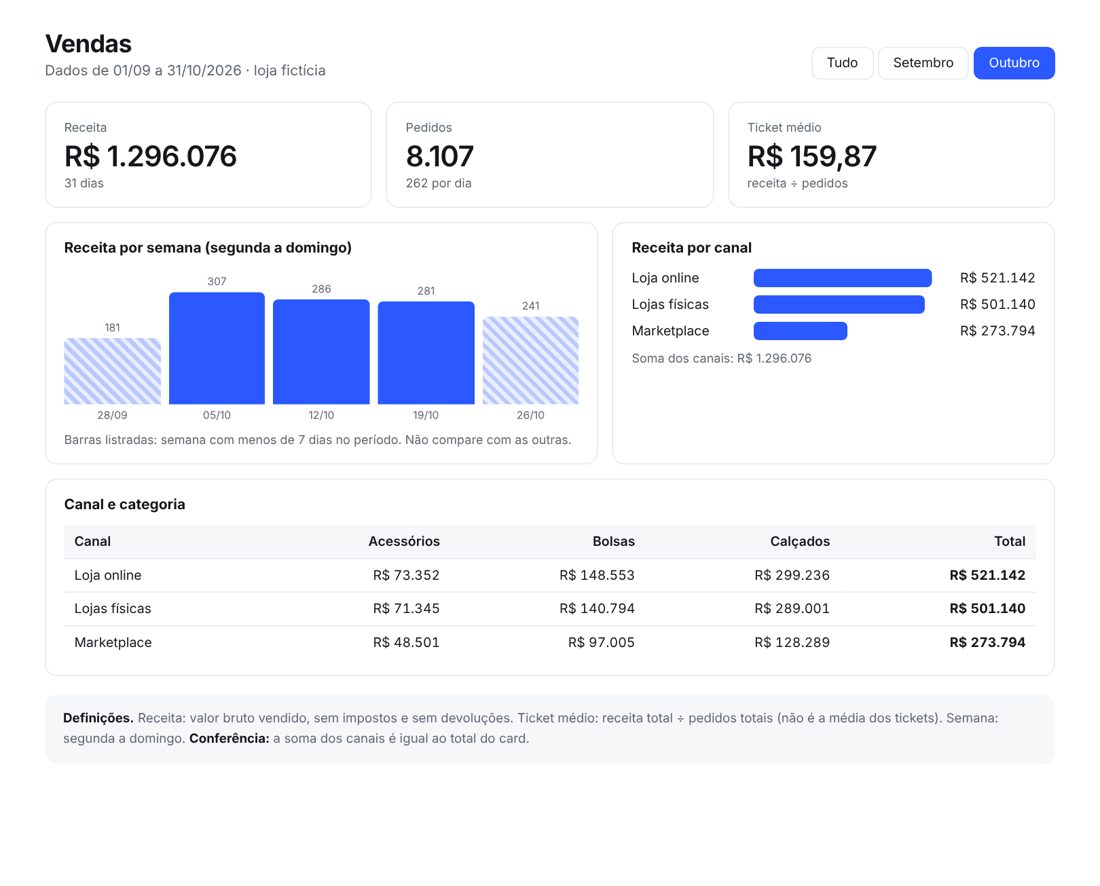 Vendas
Dados de 01/09 a 31/10/2026 · loja fictícia
Tudo
Setembro
Outubro
Receita
R$ 1.296.076
31 dias
Pedidos
8.107
262 por dia
Ticket médio
R$ 159,87
receita ÷ pedidos
Receita por semana (segunda a domingo)
181
307
286
281
241
28/09
05/10
12/10
19/10
26/10
Barras listradas: semana com menos de 7 dias no período. Não compare com as outras.
Receita por canal
Loja online R$ 521.142
Lojas físicas R$ 501.140
Marketplace R$ 273.794
Soma dos canais: R$ 1.296.076
Canal e categoria
Canal Acessórios Bolsas Calçados Total
Loja online R$ 73.352 R$ 148.553 R$ 299.236 R$ 521.142
Lojas físicas R$ 71.345 R$ 140.794 R$ 289.001 R$ 501.140
Marketplace R$ 48.501 R$ 97.005 R$ 128.289 R$ 273.794
Definições. Receita: valor bruto vendido, sem impostos e sem devoluções. Ticket médio: receita total ÷ pedidos totais (não é a média dos tickets). Semana:
segunda a domingo. Conferência: a soma dos canais é igual ao total do card.